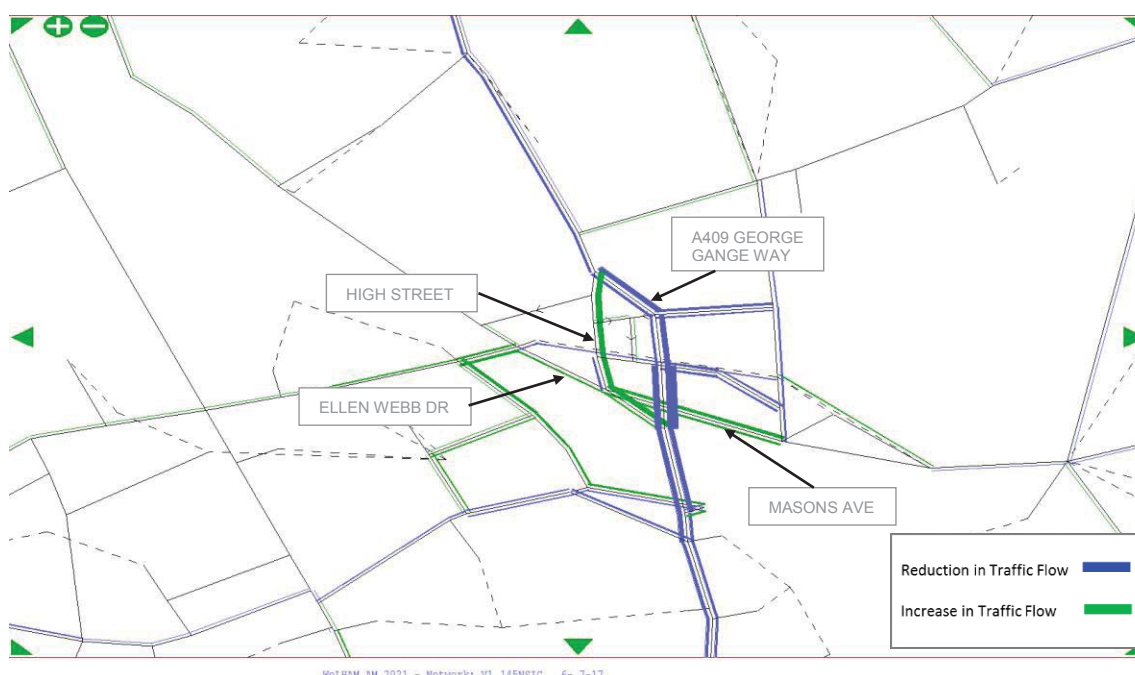 A409 GEORGE
GANGE WAY
HIGH STREET
ELLEN WEBB DR
MASONS AVE
Reduction in Traffic Flow
Increase in Traffic Flow